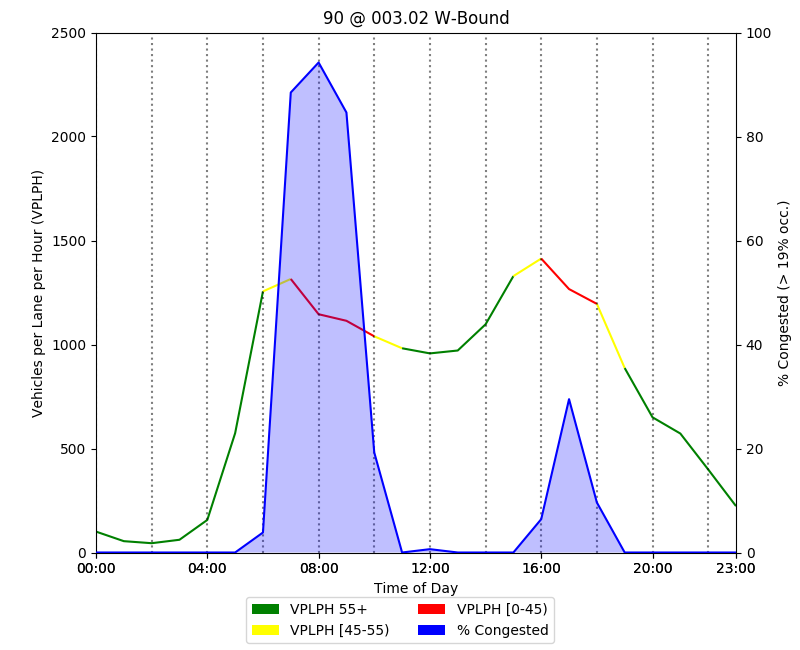 90 @ 003.02 W-Bound
2500
2000
1500
1000
500
0
Vehicles per Lane per Hour (VPLPH)
100
80
60
40
20
0
% Congested (> 19% occ.)
00:00 04:00 08:00 12:00 16:00 20:00 23:00
Time of Day
VPLPH 55+ VPLPH [0-45)
VPLPH [45-55) % Congested